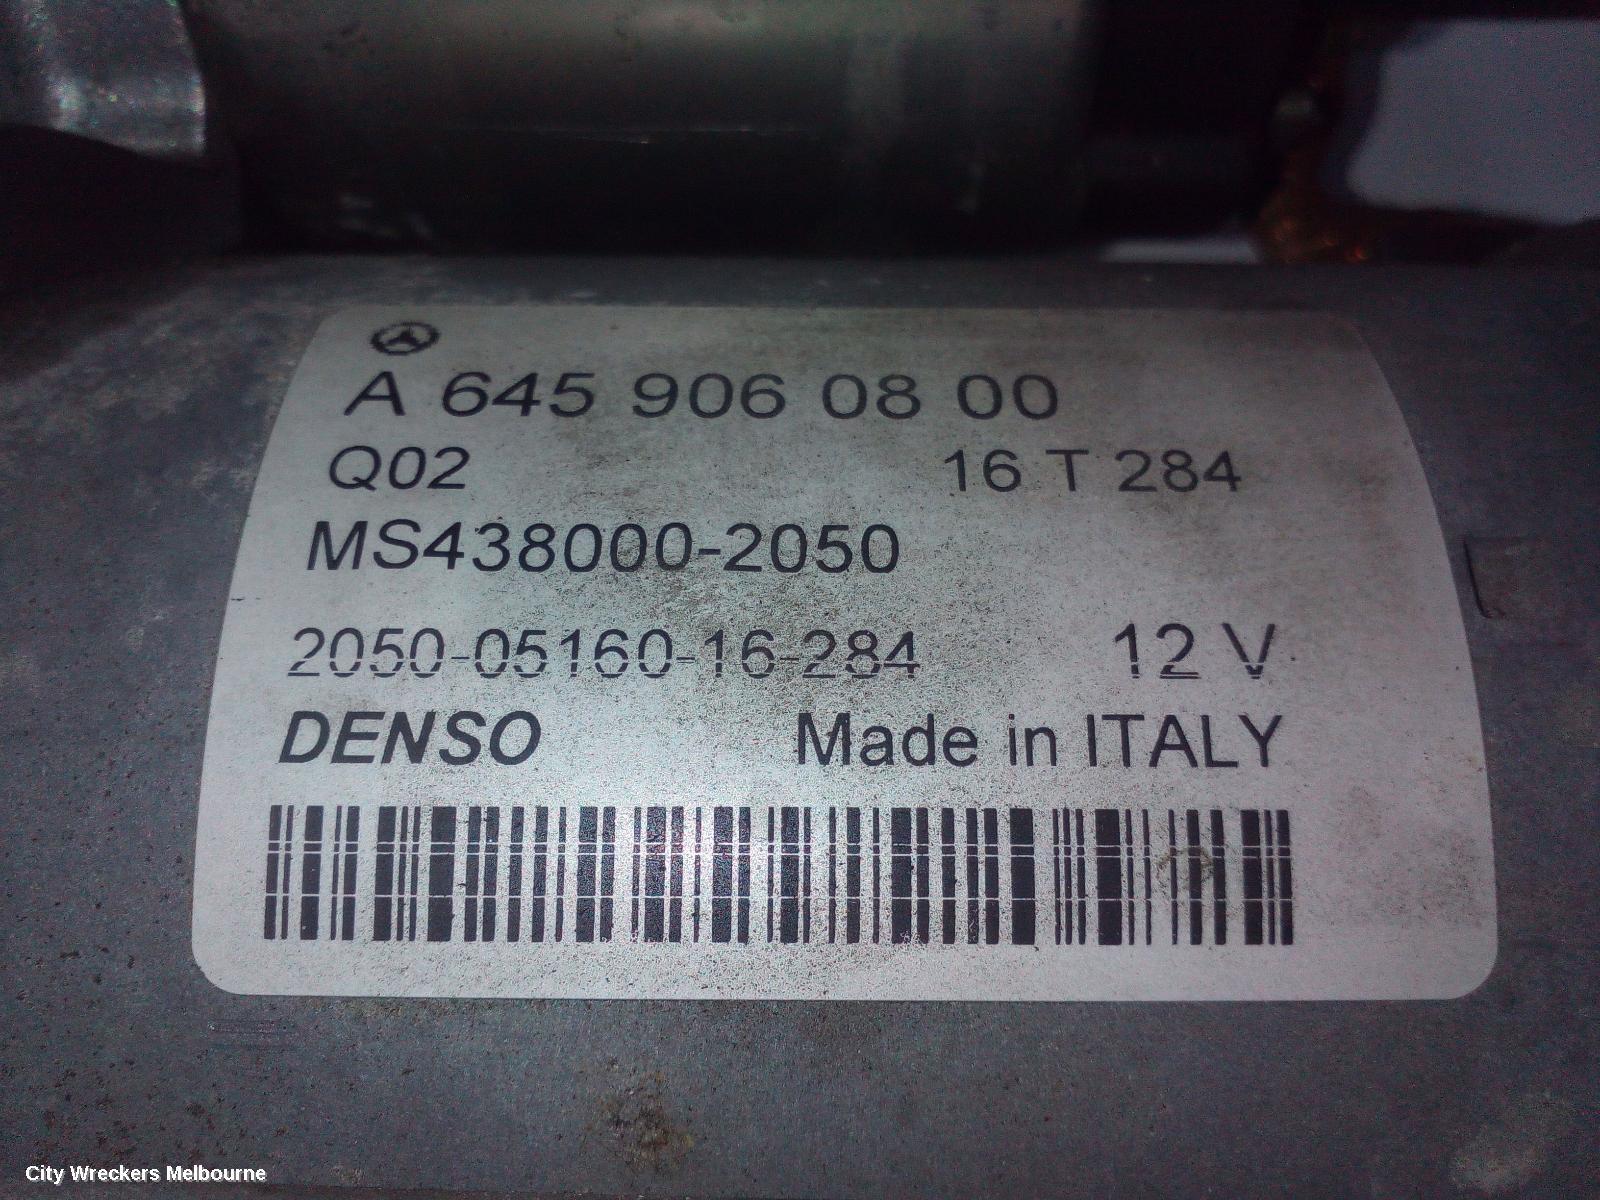 A 645 906 08 00
Q02 16 T 284
MS438000-2050
2050-05160-16-284 12 V
DENSO Made in ITALY
City Wreckers Melbourne